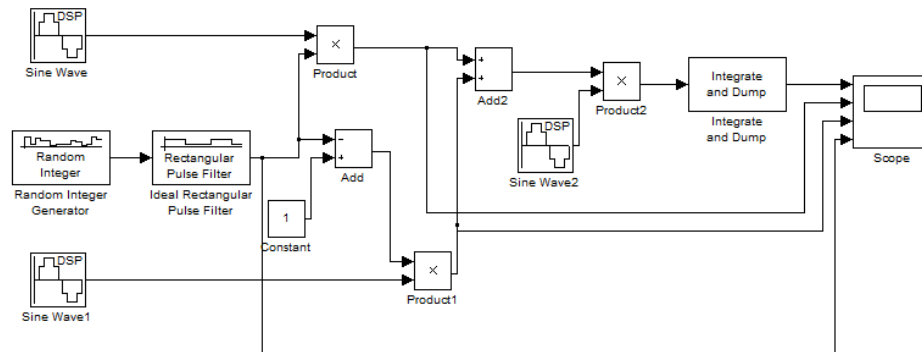 DSP
Sine Wave
×
Product
+
+
Add2
×
Product2
Integrate
and Dump
Integrate
and Dump
Scope
DSP
Sine Wave2
Random
Integer
Random Integer
Generator
Rectangular
Pulse Filter
Ideal Rectangular
Pulse Filter
−
+
Add
1
Constant
×
Product1
DSP
Sine Wave1